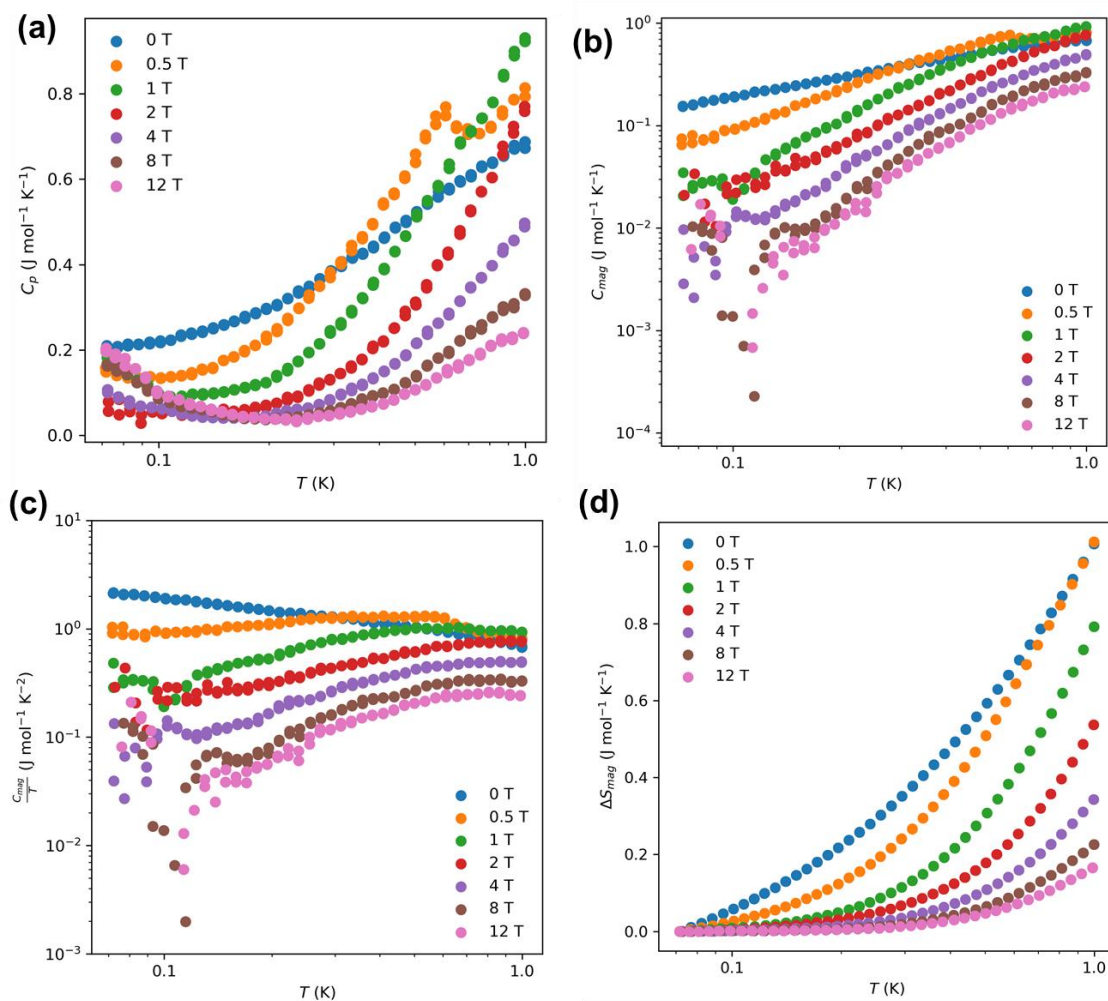 (a)
0 T
0.5 T
1 T
2 T
4 T
8 T
12 T
0.8
0.6
0.4
0.2
0.0
C_p (J mol⁻¹ K⁻¹)
0.1
1.0
T (K)
(b)
10⁰
10⁻¹
10⁻²
10⁻³
10⁻⁴
C_mag (J mol⁻¹ K⁻¹)
0 T
0.5 T
1 T
2 T
4 T
8 T
12 T
0.1
1.0
T (K)
(c)
10¹
10⁰
10⁻¹
10⁻²
10⁻³
C_mag/T (J mol⁻¹ K⁻²)
0 T
0.5 T
1 T
2 T
4 T
8 T
12 T
0.1
1.0
T (K)
(d)
0 T
0.5 T
1 T
2 T
4 T
8 T
12 T
1.0
0.8
0.6
0.4
0.2
0.0
ΔS_mag (J mol⁻¹ K⁻¹)
0.1
1.0
T (K)